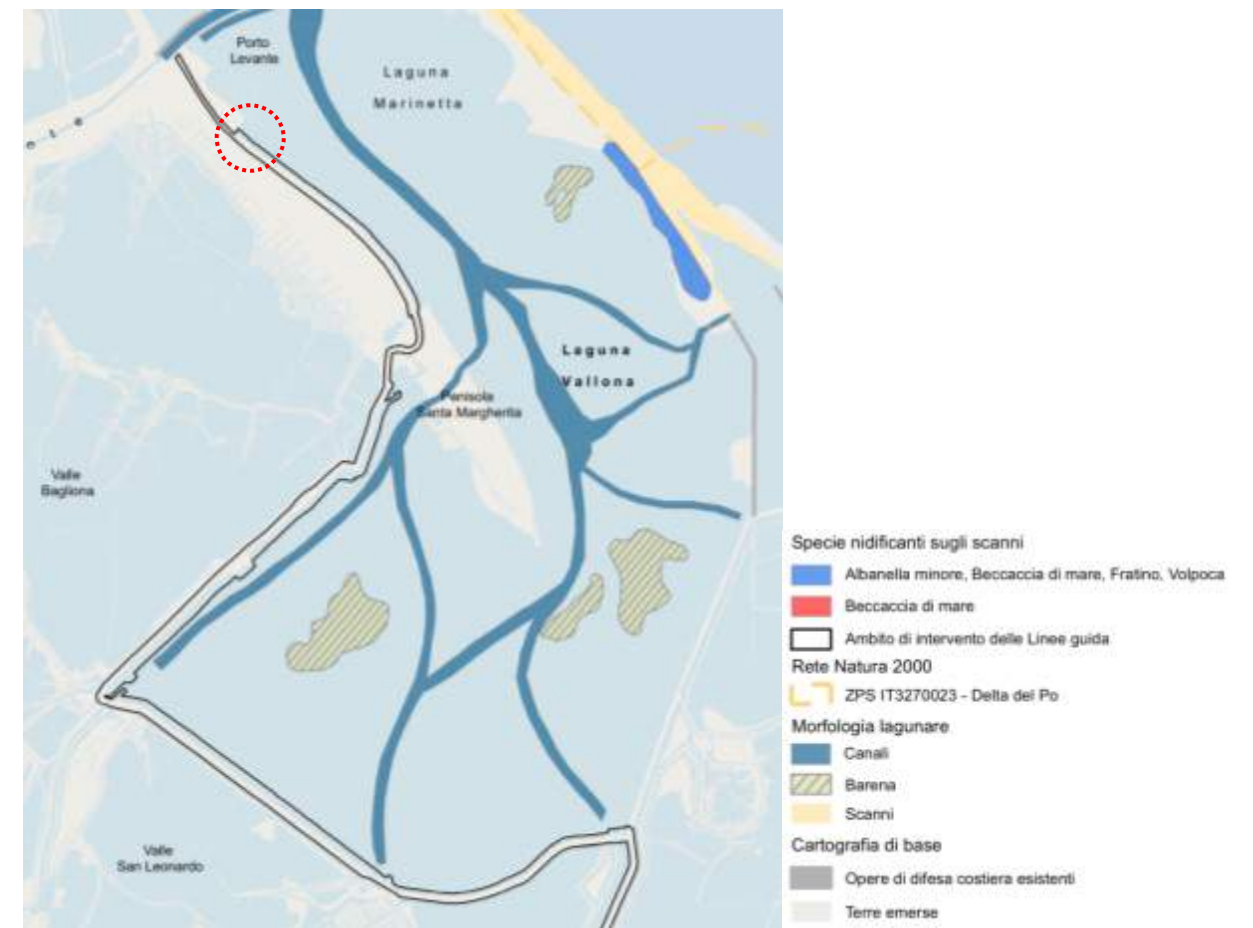 Porto
Levante
Laguna
Marinetta
o t e
Laguna
Vallona
Penisola
Santa Margherita
Valle
Bagliona
Valle
San Leonardo
Specie nidificanti sugli scanni
Albanella minore, Beccaccia di mare, Fratino, Volpoca
Beccaccia di mare
Ambito di intervento delle Linee guida
Rete Natura 2000
ZPS IT3270023 - Delta del Po
Morfologia lagunare
Canali
Barena
Scanni
Cartografia di base
Opere di difesa costiera esistenti
Terre emerse